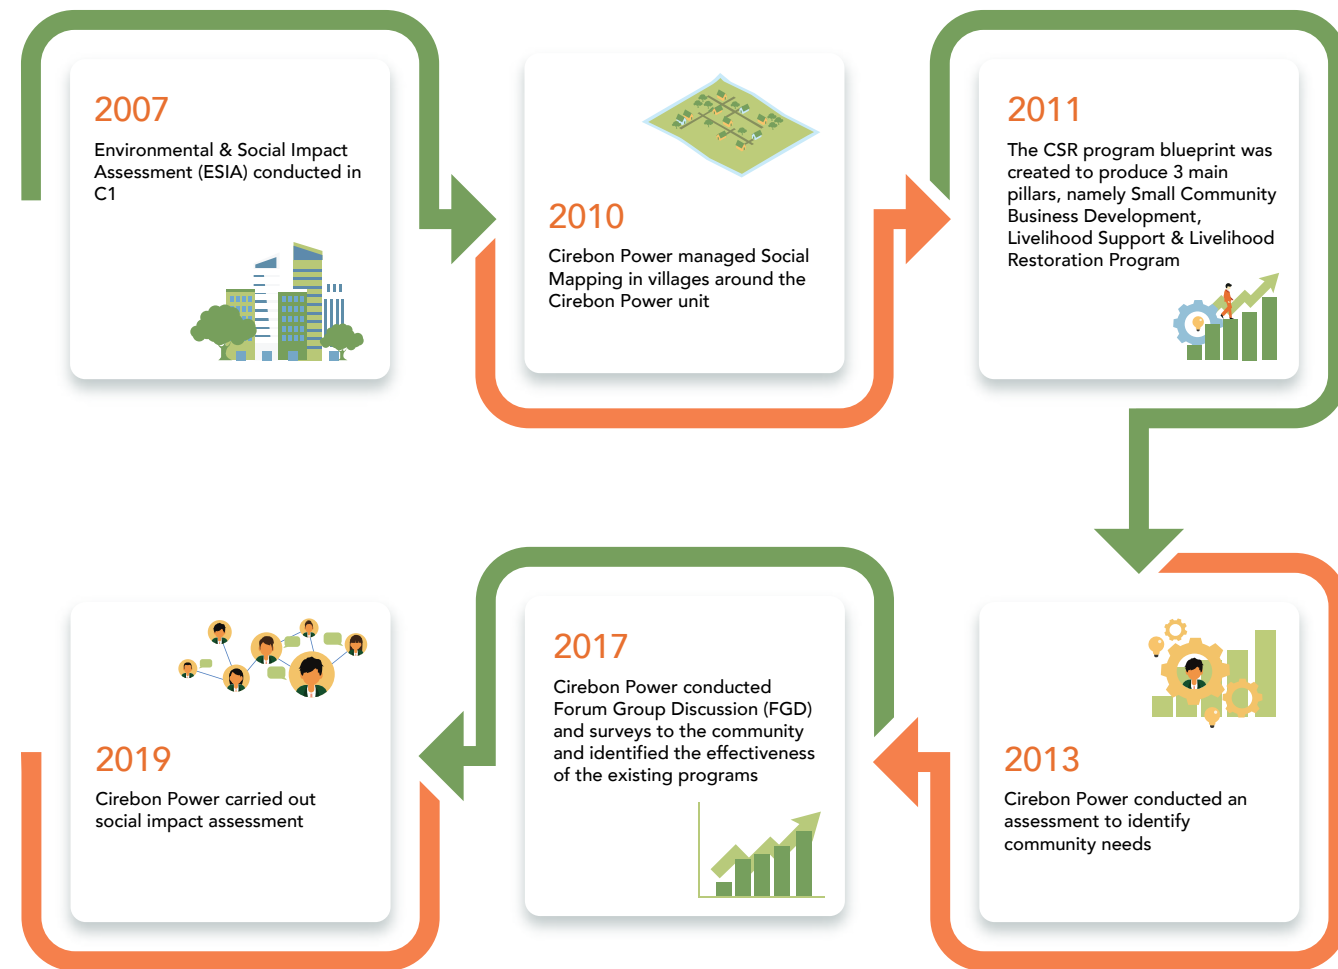 2007
Environmental & Social Impact
Assessment (ESIA) conducted in
C1
2010
Cirebon Power managed Social
Mapping in villages around the
Cirebon Power unit
2011
The CSR program blueprint was
created to produce 3 main
pillars, namely Small Community
Business Development,
Livelihood Support & Livelihood
Restoration Program
2013
Cirebon Power conducted an
assessment to identify
community needs
2017
Cirebon Power conducted
Forum Group Discussion (FGD)
and surveys to the community
and identified the effectiveness
of the existing programs
2019
Cirebon Power carried out
social impact assessment